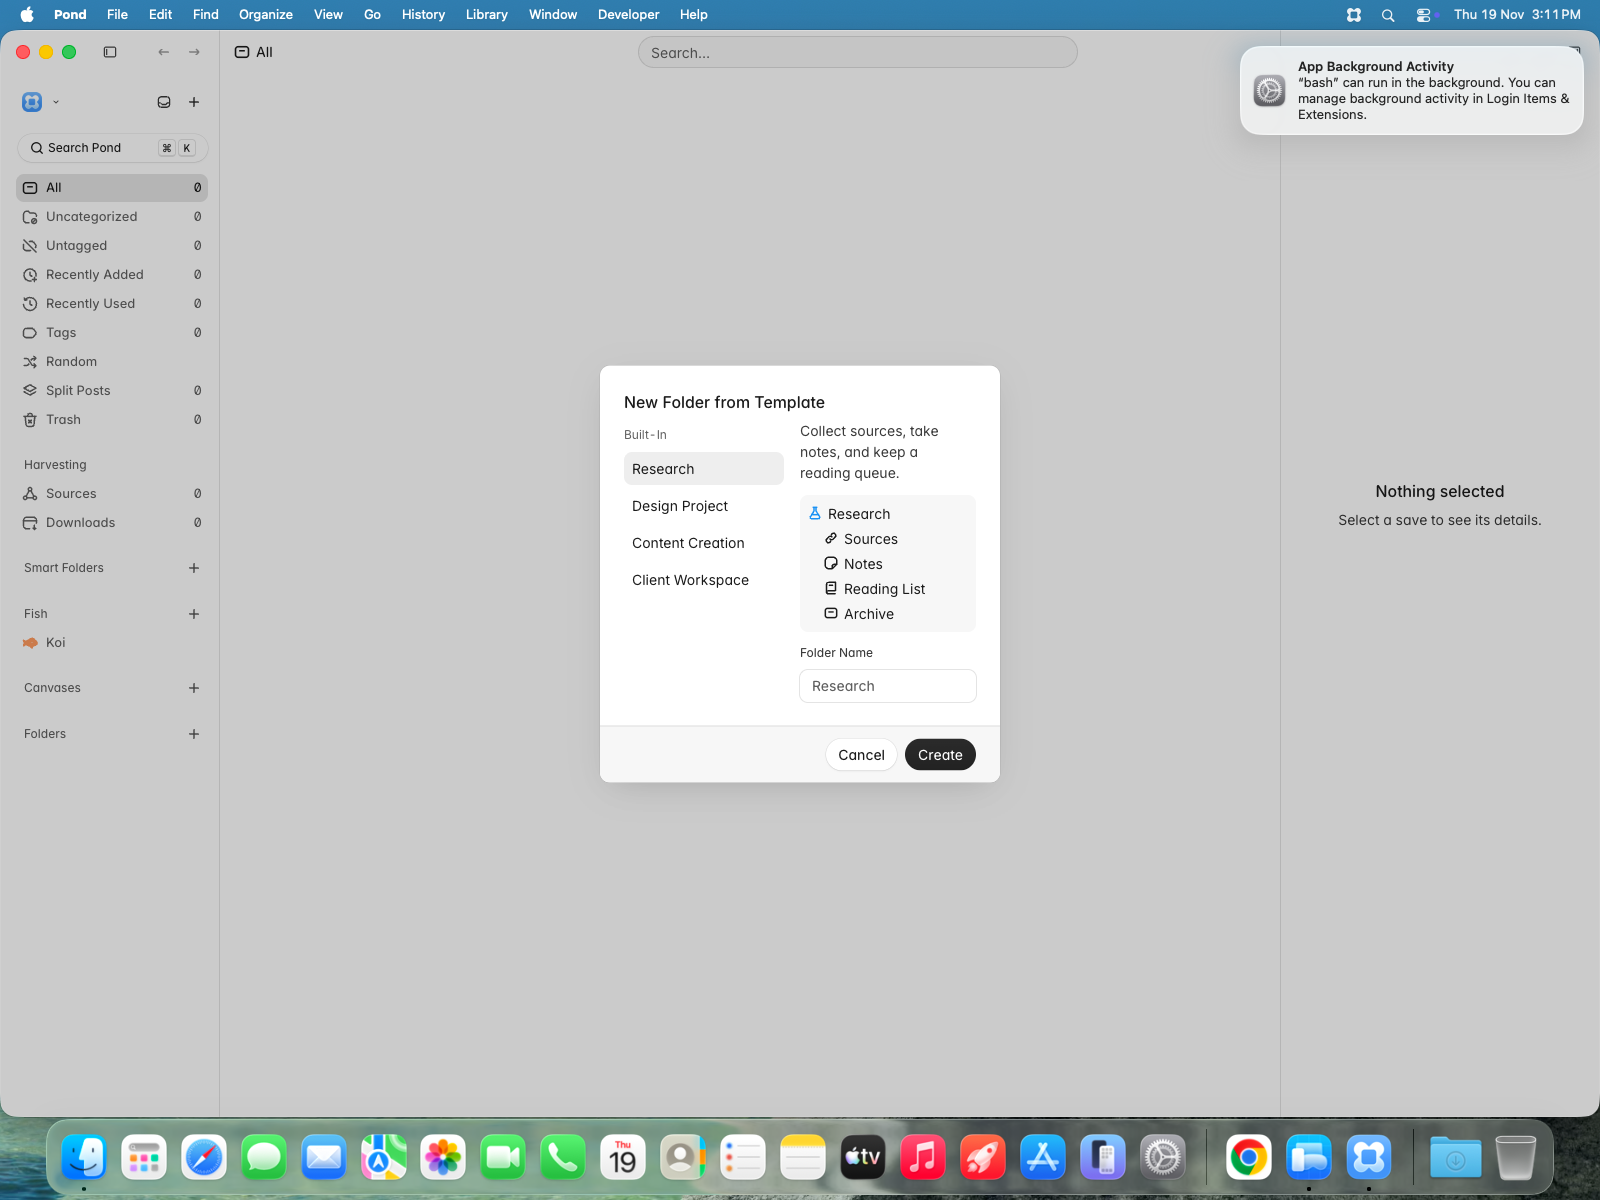 Pond File Edit Find Organize View Go History Library Window Developer Help
Thu 19 Nov 3:11 PM
All
Search...
App Background Activity
“bash” can run in the background. You can
manage background activity in Login Items &
Extensions.
Search Pond ⌘ K
All 0
Uncategorized 0
Untagged 0
Recently Added 0
Recently Used 0
Tags 0
Random
Split Posts 0
Trash 0
Harvesting
Sources 0
Downloads 0
Smart Folders
Fish
Koi
Canvases
Folders
New Folder from Template
Built-In
Research
Design Project
Content Creation
Client Workspace
Collect sources, take
notes, and keep a
reading queue.
Research
Sources
Notes
Reading List
Archive
Folder Name
Research
Cancel
Create
Nothing selected
Select a save to see its details.
Thu
19
tv